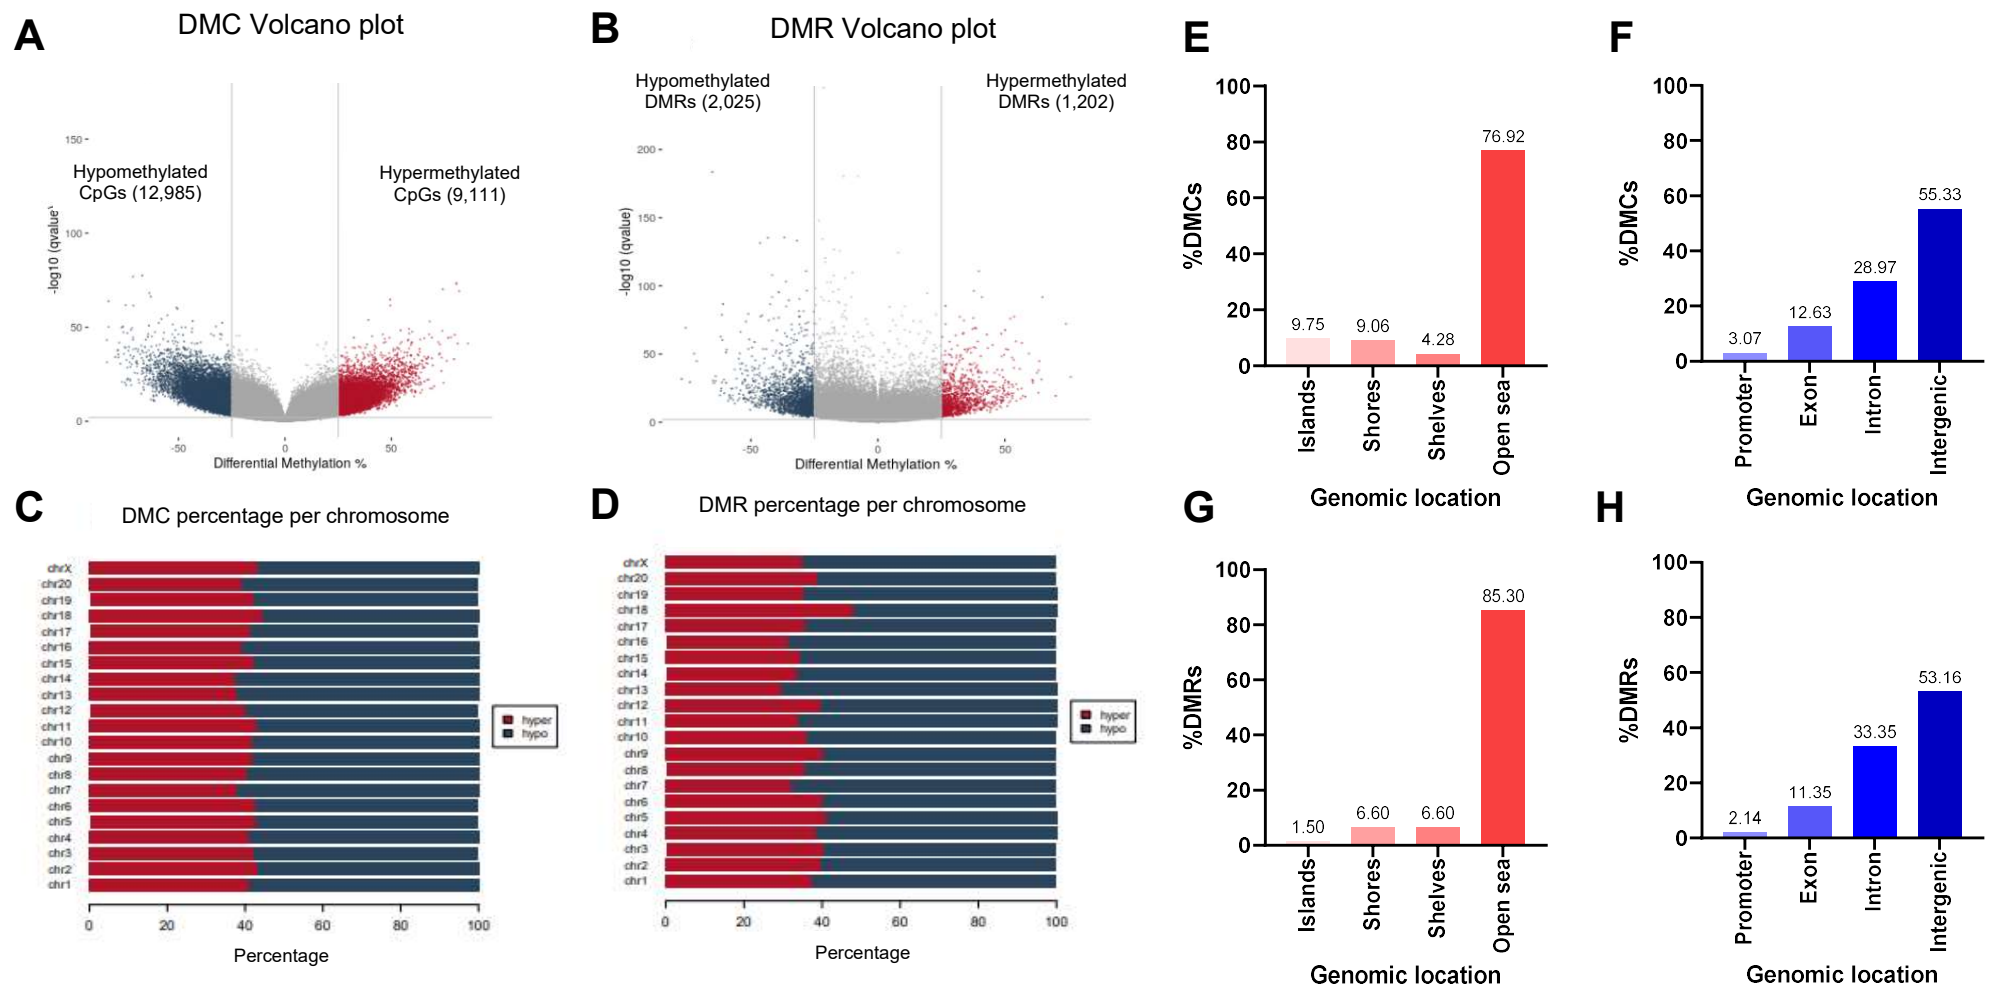 A
DMC Volcano plot
Hypomethylated
CpGs (12,985)
Hypermethylated
CpGs (9,111)
-log10 (qvalue)
150
100
50
0
-50
0
50
Differential Methylation %
B
DMR Volcano plot
Hypomethylated
DMRs (2,025)
Hypermethylated
DMRs (1,202)
-log10 (qvalue)
200
150
100
50
0
-50
0
50
Differential Methylation %
C
DMC percentage per chromosome
chrX
chr20
chr19
chr18
chr17
chr16
chr15
chr14
chr13
chr12
chr11
chr10
chr9
chr8
chr7
chr6
chr5
chr4
chr3
chr2
chr1
0
20
40
60
80
100
Percentage
hyper
hypo
D
DMR percentage per chromosome
chrX
chr20
chr19
chr18
chr17
chr16
chr15
chr14
chr13
chr12
chr11
chr10
chr9
chr8
chr7
chr6
chr5
chr4
chr3
chr2
chr1
0
20
40
60
80
100
Percentage
hyper
hypo
E
%DMCs
100
80
60
40
20
0
9.75
9.06
4.28
76.92
Islands
Shores
Shelves
Open sea
Genomic location
F
%DMCs
100
80
60
40
20
0
3.07
12.63
28.97
55.33
Promoter
Exon
Intron
Intergenic
Genomic location
G
%DMRs
100
80
60
40
20
0
1.50
6.60
6.60
85.30
Islands
Shores
Shelves
Open sea
Genomic location
H
%DMRs
100
80
60
40
20
0
2.14
11.35
33.35
53.16
Promoter
Exon
Intron
Intergenic
Genomic location